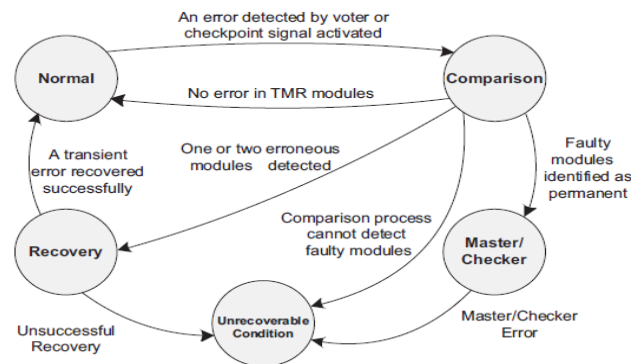 An error detected by voter or
checkpoint signal activated
Normal
Comparison
No error in TMR modules
One or two erroneous
modules detected
A transient
error recovered
successfully
Faulty
modules
identified as
permanent
Comparison process
cannot detect
faulty modules
Recovery
Master/
Checker
Unrecoverable
Condition
Unsuccessful
Recovery
Master/Checker
Error